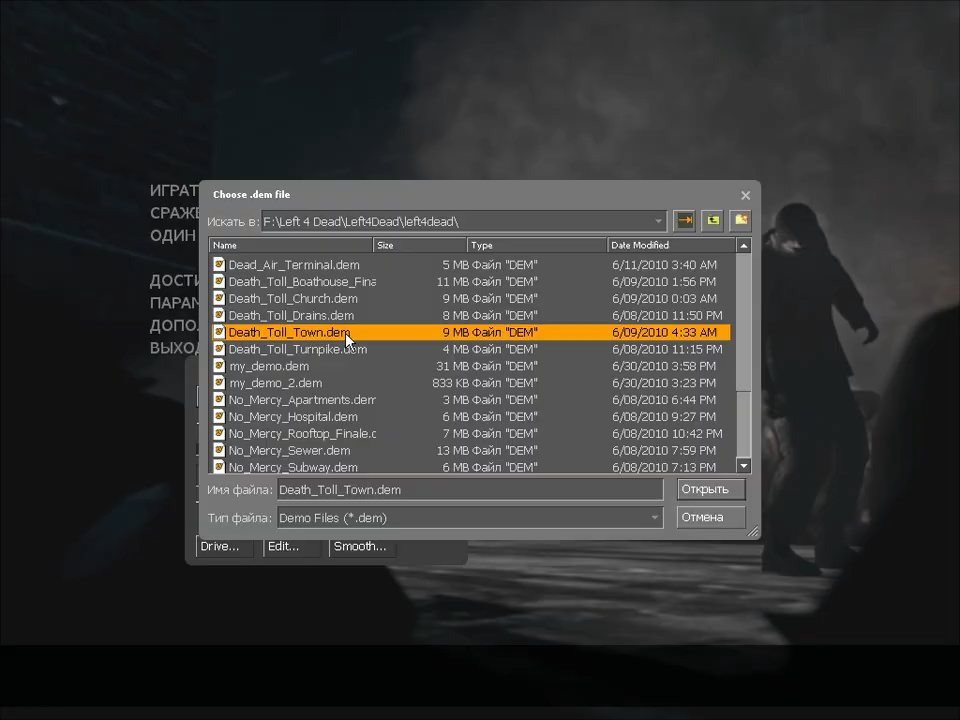 ИГРАТ
СРАЖЕ
ОДИН
ДОСТИ
ПАРАМ
ДОПО
ВЫХО
Choose .dem file
Искать в: F:\Left 4 Dead\Left4Dead\left4dead\
Name Size Type Date Modified
Dead_Air_Terminal.dem 5 MB Файл "DEM" 6/11/2010 3:40 AM
Death_Toll_Boathouse_Fina 11 MB Файл "DEM" 6/09/2010 1:56 PM
Death_Toll_Church.dem 9 MB Файл "DEM" 6/09/2010 0:03 AM
Death_Toll_Drains.dem 8 MB Файл "DEM" 6/08/2010 11:50 PM
Death_Toll_Town.dem 9 MB Файл "DEM" 6/09/2010 4:33 AM
Death_Toll_Turnpike.dem 4 MB Файл "DEM" 6/08/2010 11:15 PM
my_demo.dem 31 MB Файл "DEM" 6/30/2010 3:58 PM
my_demo_2.dem 833 KB Файл "DEM" 6/30/2010 3:23 PM
No_Mercy_Apartments.dem 3 MB Файл "DEM" 6/08/2010 6:44 PM
No_Mercy_Hospital.dem 6 MB Файл "DEM" 6/08/2010 9:27 PM
No_Mercy_Rooftop_Finale.c 7 MB Файл "DEM" 6/08/2010 10:42 PM
No_Mercy_Sewer.dem 13 MB Файл "DEM" 6/08/2010 7:59 PM
No_Mercy_Subway.dem 6 MB Файл "DEM" 6/08/2010 7:13 PM
Имя файла: Death_Toll_Town.dem Открыть
Тип файла: Demo Files (*.dem) Отмена
Drive... Edit... Smooth...